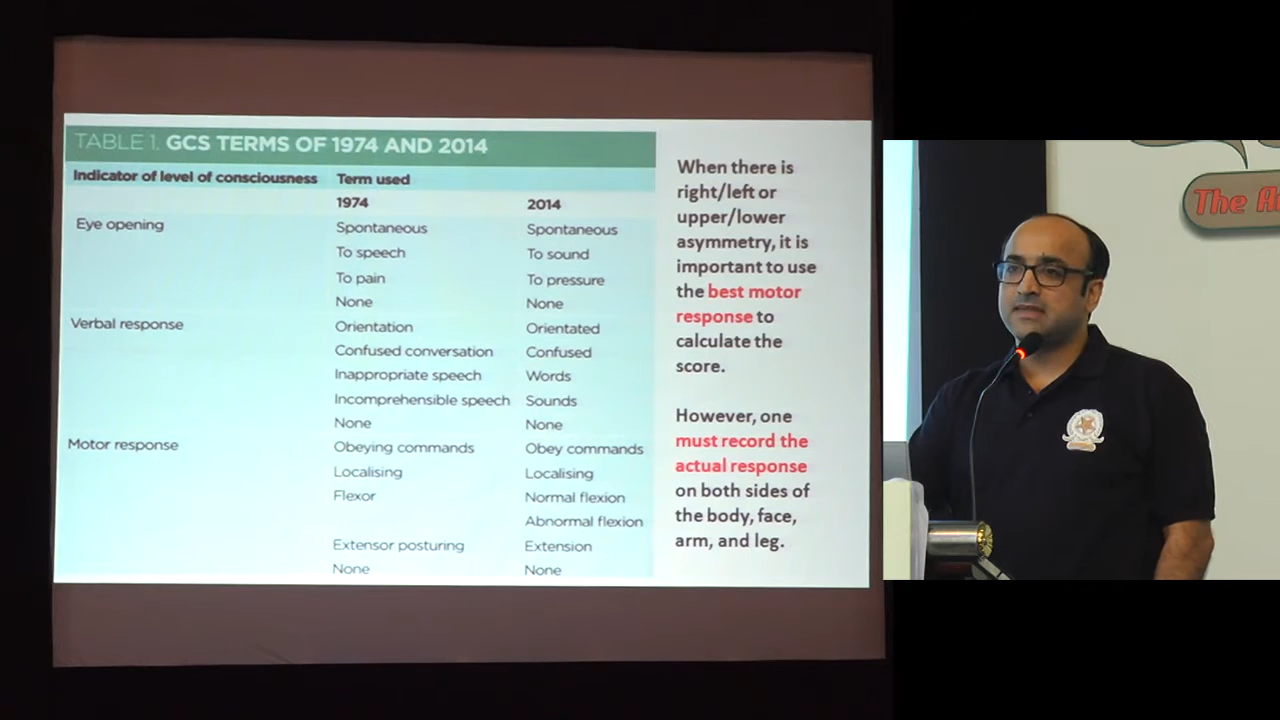 TABLE 1. GCS TERMS OF 1974 AND 2014
Indicator of level of consciousness Term used
1974 2014
Eye opening Spontaneous Spontaneous
To speech To sound
To pain To pressure
None None
Verbal response Orientation Orientated
Confused conversation Confused
Inappropriate speech Words
Incomprehensible speech Sounds
None None
Motor response Obeying commands Obey commands
Localising Localising
Flexor Normal flexion
Abnormal flexion
Extensor posturing Extension
None None
When there is
right/left or
upper/lower
asymmetry, it is
important to use
the best motor
response to
calculate the
score.
However, one
must record the
actual response
on both sides of
the body, face,
arm, and leg.
The